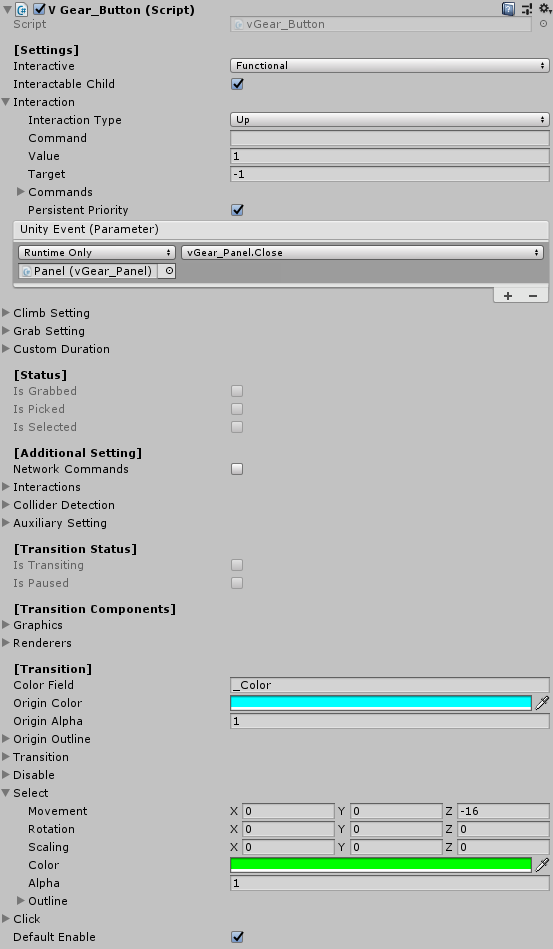 V Gear_Button (Script)
Script vGear_Button
[Settings]
Interactive Functional
Interactable Child
Interaction
Interaction Type Up
Command
Value 1
Target -1
Commands
Persistent Priority
Unity Event (Parameter)
Runtime Only vGear_Panel.Close
Panel (vGear_Panel)
+ −
Climb Setting
Grab Setting
Custom Duration
[Status]
Is Grabbed
Is Picked
Is Selected
[Additional Setting]
Network Commands
Interactions
Collider Detection
Auxiliary Setting
[Transition Status]
Is Transiting
Is Paused
[Transition Components]
Graphics
Renderers
[Transition]
Color Field _Color
Origin Color
Origin Alpha 1
Origin Outline
Transition
Disable
Select
Movement X 0 Y 0 Z -16
Rotation X 0 Y 0 Z 0
Scaling X 0 Y 0 Z 0
Color
Alpha 1
Outline
Click
Default Enable